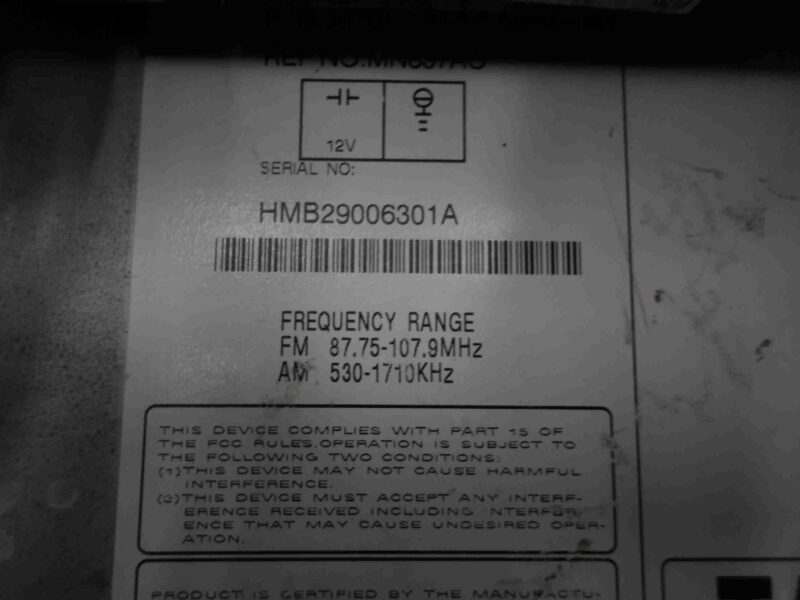 12V
SERIAL NO:
HMB29006301A
FREQUENCY RANGE
FM 87.75-107.9MHz
AM 530-1710KHz
THIS DEVICE COMPLIES WITH PART 15 OF
THE FCC RULES.OPERATION IS SUBJECT TO
THE FOLLOWING TWO CONDITIONS:
(1)THIS DEVICE MAY NOT CAUSE HARMFUL
INTERFERENCE.
(2)THIS DEVICE MUST ACCEPT ANY INTERF-
ERENCE RECEIVED INCLUDING INTERFER-
ENCE THAT MAY CAUSE UNDESIRED OPER-
ATION.
PRODUCT IS CERTIFIED BY THE MANUFACTU-